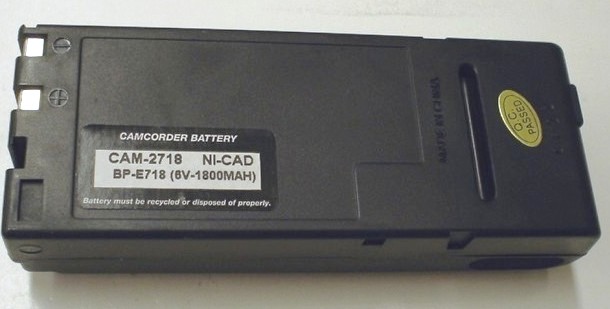 CAMCORDER BATTERY
CAM-2718 NI-CAD
BP-E718 (6V-1800MAH)
Battery must be recycled or disposed of properly.
MADE IN CHINA
QC
PASSED